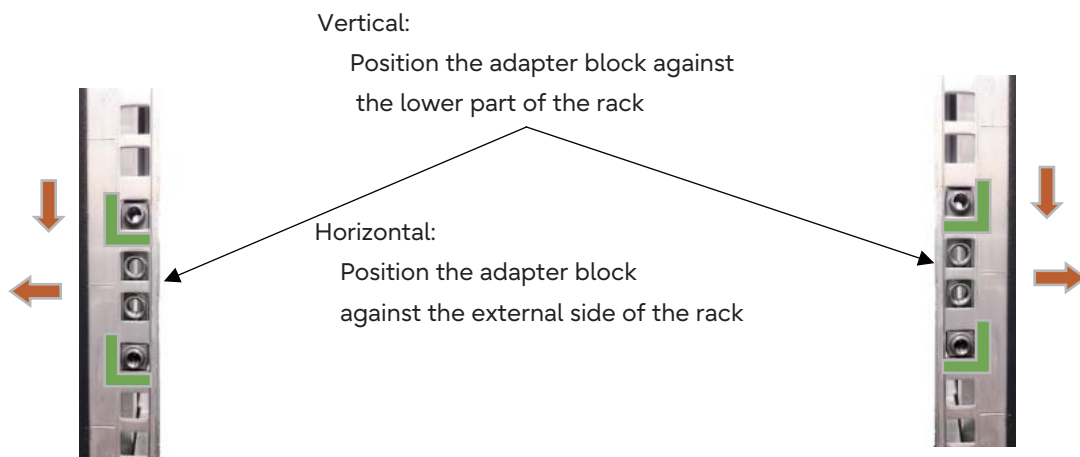 Vertical:
Position the adapter block against
the lower part of the rack
Horizontal:
Position the adapter block
against the external side of the rack